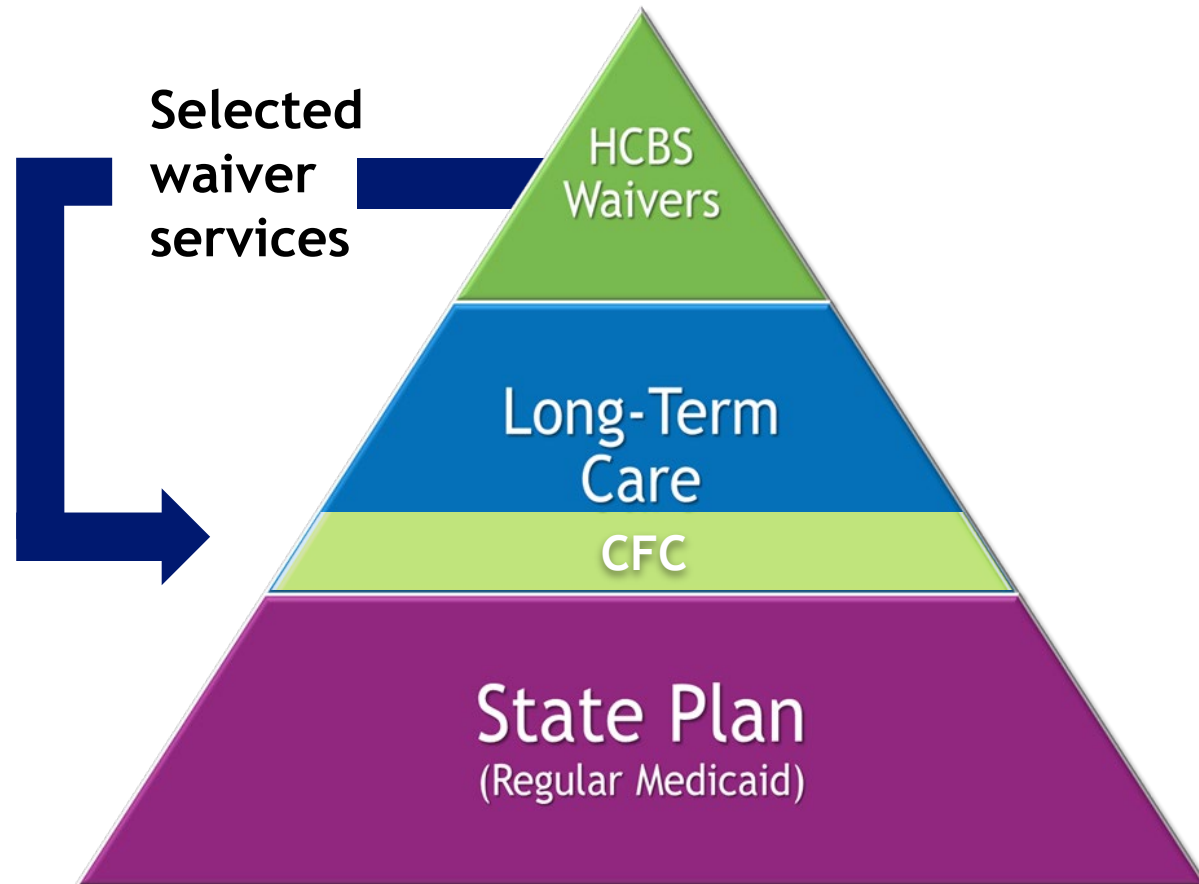 Selected
waiver
services
HCBS
Waivers
Long-Term
Care
CFC
State Plan
(Regular Medicaid)